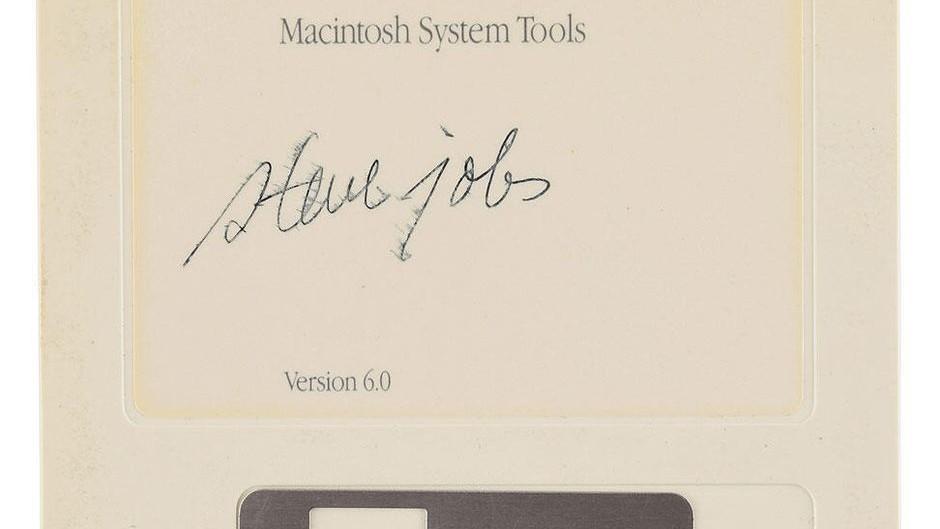 Macintosh System Tools
steve jobs
Version 6.0